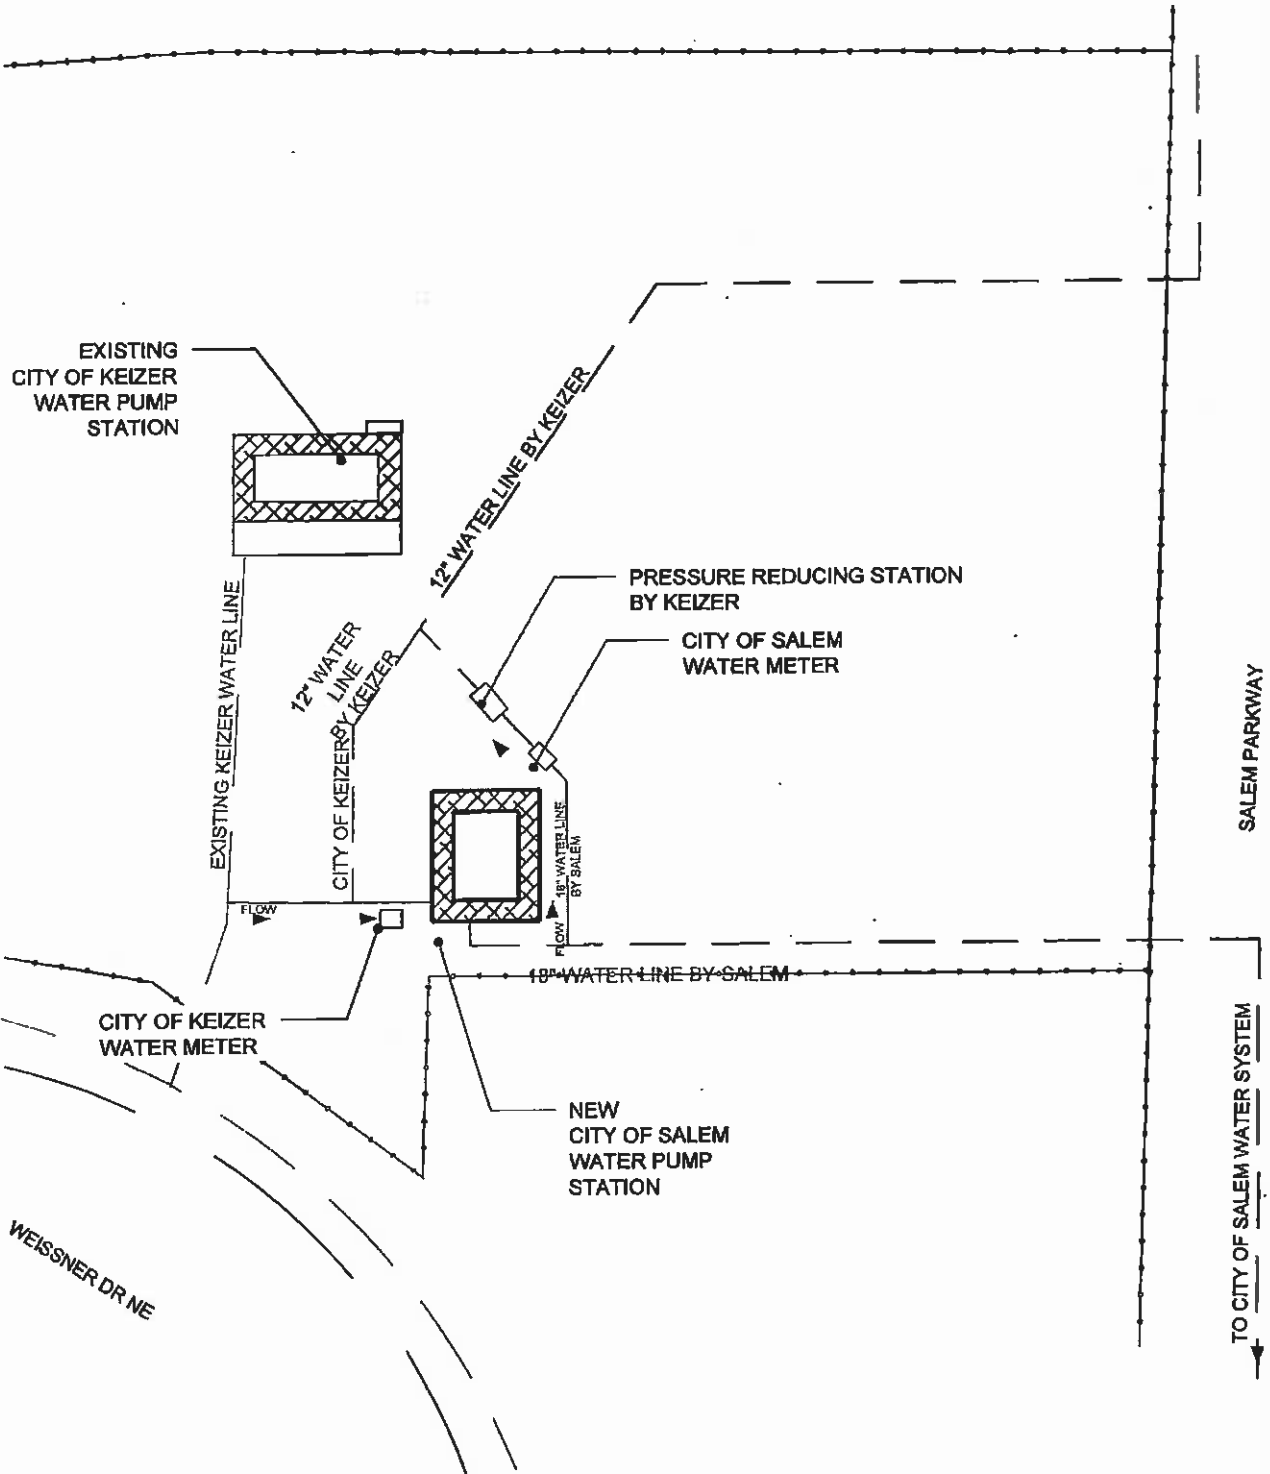 EXISTING
CITY OF KEIZER
WATER PUMP
STATION
12" WATER LINE BY KEIZER
PRESSURE REDUCING STATION
BY KEIZER
CITY OF SALEM
WATER METER
EXISTING KEIZER WATER LINE
12" WATER
LINE
BY KEIZER
CITY OF KEIZER
18" WATER LINE
BY SALEM
SALEM PARKWAY
FLOW
FLOW
18" WATER LINE BY SALEM
CITY OF KEIZER
WATER METER
NEW
CITY OF SALEM
WATER PUMP
STATION
TO CITY OF SALEM WATER SYSTEM
WEISSNER DR NE